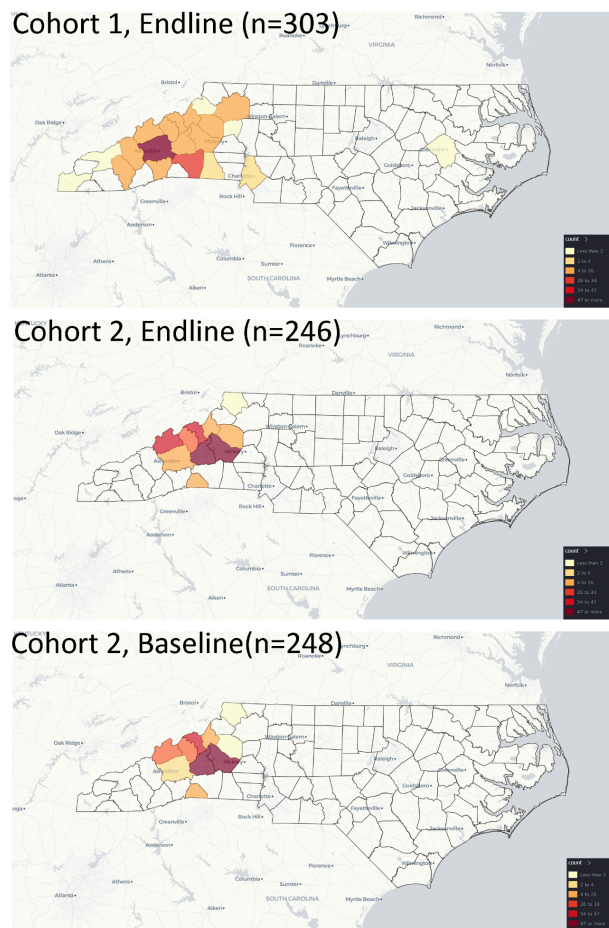 Cohort 1, Endline (n=303)
Richmond
Roanoke
VIRGINIA
Norfolk
Bristol
Danville
Oak Ridge
Winston-Salem
Hickory
Raleigh
Asheville
Greenville
Goldsboro
Charlotte
Greenville
Rock Hill
Fayetteville
Jacksonville
Anderson
Wilmington
Florence
Athens
Columbia
Sumter
Atlanta
SOUTH CAROLINA
Myrtle Beach
Aiken
count
Less than 2
2 to 4
4 to 26
26 to 34
34 to 47
47 or more
Cohort 2, Endline (n=246)
Richmond
Lynchburg
Roanoke
VIRGINIA
Norfolk
Bristol
Danville
Oak Ridge
Winston-Salem
Hickory
Raleigh
Greenville
Asheville
Goldsboro
oga
Charlotte
Fayetteville
Greenville
Rock Hill
Jacksonville
Anderson
Wilmington
Florence
Athens
Columbia
Sumter
Atlanta
SOUTH CAROLINA
Myrtle Beach
Aiken
count
Less than 2
2 to 4
4 to 26
26 to 34
34 to 47
47 or more
Cohort 2, Baseline(n=248)
Richmond
Lynchburg
Roanoke
VIRGINIA
Norfolk
Bristol
Danville
Oak Ridge
Winston-Salem
Hickory
Raleigh
Greenville
Asheville
Goldsboro
oga
Charlotte
Fayetteville
Greenville
Rock Hill
Jacksonville
Anderson
Wilmington
Florence
Athens
Columbia
Sumter
Atlanta
SOUTH CAROLINA
Myrtle Beach
Aiken
count
Less than 2
2 to 4
4 to 26
26 to 34
34 to 47
47 or more